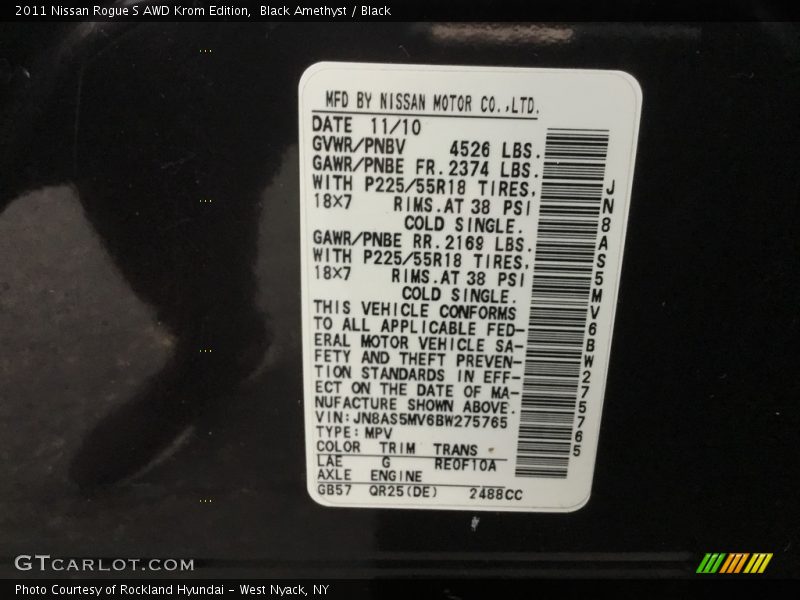 2011 Nissan Rogue S AWD Krom Edition,  Black Amethyst / Black
MFD BY NISSAN MOTOR CO.,LTD.
DATE 11/10
GVWR/PNBV 4526 LBS.
GAWR/PNBE FR.2374 LBS.
WITH P225/55R18 TIRES,
18X7 RIMS.AT 38 PSI
COLD SINGLE.
GAWR/PNBE RR.2169 LBS.
WITH P225/55R18 TIRES,
18X7 RIMS.AT 38 PSI
COLD SINGLE.
THIS VEHICLE CONFORMS
TO ALL APPLICABLE FED-
ERAL MOTOR VEHICLE SA-
FETY AND THEFT PREVEN-
TION STANDARDS IN EFF-
ECT ON THE DATE OF MA-
NUFACTURE SHOWN ABOVE.
VIN:JN8AS5MV6BW275765
TYPE:MPV
COLOR TRIM TRANS
LAE G RE0F10A
AXLE ENGINE
GB57 QR25(DE) 2488CC
JN8AS5MV6BW275765
GTCARLOT.COM
Photo Courtesy of Rockland Hyundai - West Nyack, NY